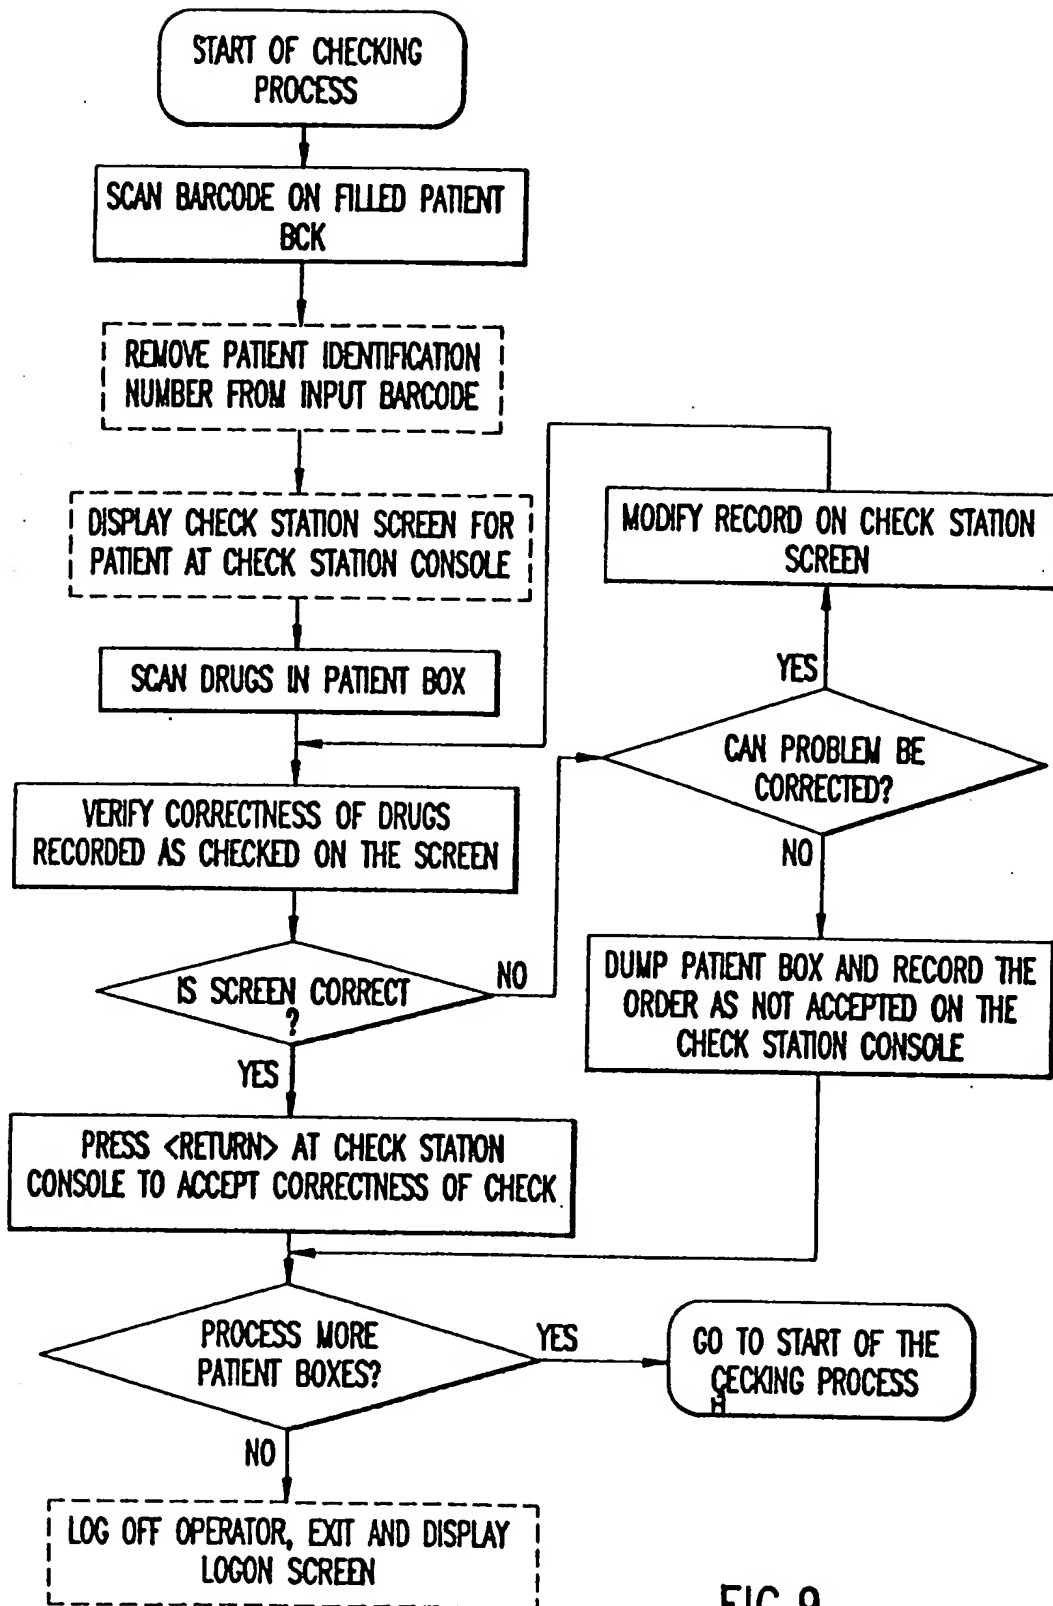 START OF CHECKING
PROCESS
SCAN BARCODE ON FILLED PATIENT
BCK
REMOVE PATIENT IDENTIFICATION
NUMBER FROM INPUT BARCODE
DISPLAY CHECK STATION SCREEN FOR
PATIENT AT CHECK STATION CONSOLE
SCAN DRUGS IN PATIENT BOX
VERIFY CORRECTNESS OF DRUGS
RECORDED AS CHECKED ON THE SCREEN
IS SCREEN CORRECT
?
NO
YES
MODIFY RECORD ON CHECK STATION
SCREEN
YES
CAN PROBLEM BE
CORRECTED?
NO
DUMP PATIENT BOX AND RECORD THE
ORDER AS NOT ACCEPTED ON THE
CHECK STATION CONSOLE
PRESS <RETURN> AT CHECK STATION
CONSOLE TO ACCEPT CORRECTNESS OF CHECK
PROCESS MORE
PATIENT BOXES?
YES
GO TO START OF THE
CECKING PROCESS
H
NO
LOG OFF OPERATOR, EXIT AND DISPLAY
LOGON SCREEN
FIG. 9